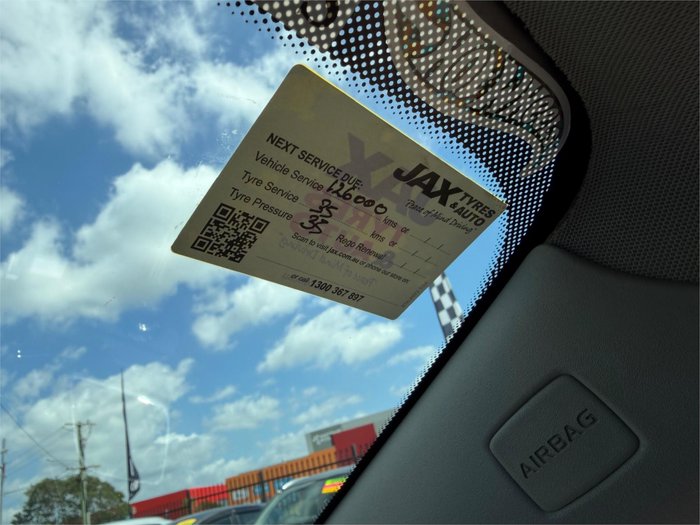 JAX TYRES & AUTO
Peace of Mind Driving
NEXT SERVICE DUE:
Vehicle Service 126000 kms or
Tyre Service kms or
Tyre Pressure 33 35 Rego Renewal
Scan to visit jax.com.au or phone our store on:
or call 1300 367 897
AIRBAG